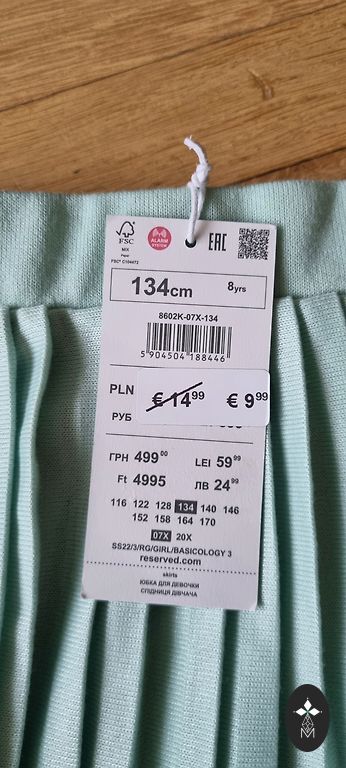 FSC
MIX
Paper
FSC® C104472
ALARM
SYSTEM
EAC
134cm 8yrs
8602K-07X-134
5 904504 188446
PLN € 14 99 € 9 99
РУБ
ГРН 499 00 LEI 59 99
Ft 4995 ЛВ 24 99
116 122 128 134 140 146
152 158 164 170
07X 20X
SS22/3/RG/GIRL/BASICOLOGY 3
reserved.com
skirts
ЮБКА ДЛЯ ДЕВОЧКИ
СПІДНИЦЯ ДІВЧАЧА
M